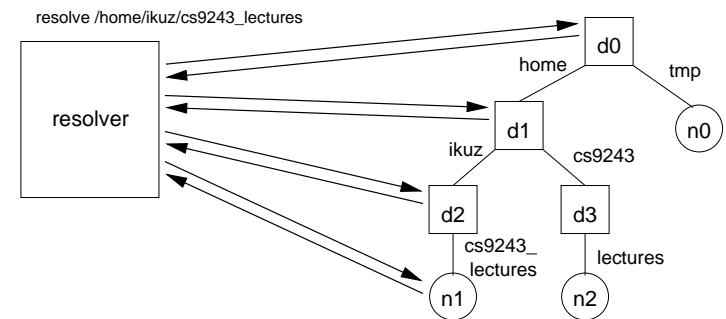 resolve /home/ikuz/cs9243_lectures
d0
home
tmp
resolver
d1
n0
ikuz
cs9243
d2
d3
cs9243_
lectures
lectures
n1
n2